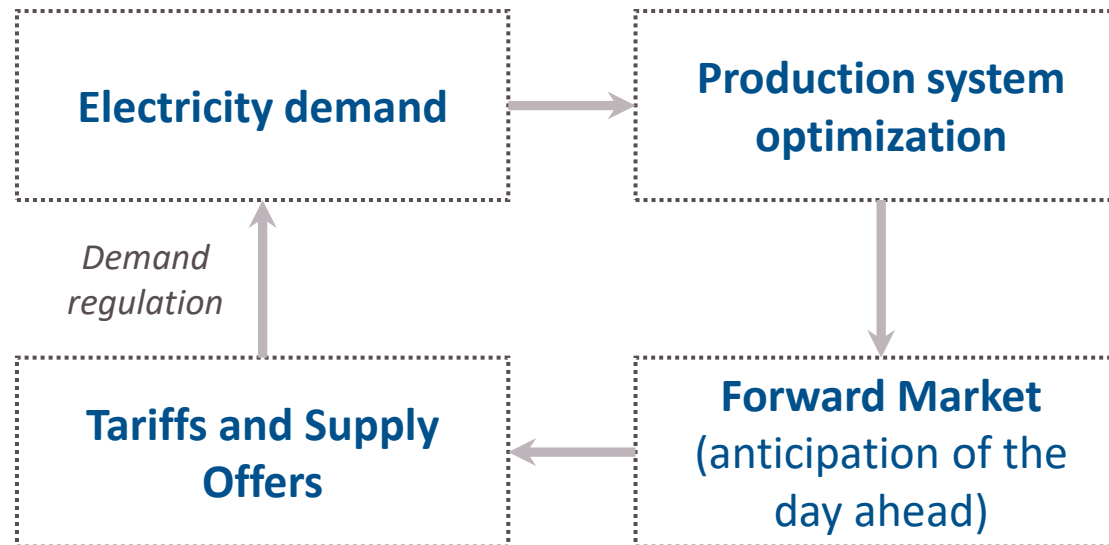 Electricity demand
Production system
optimization
Demand
regulation
Tariffs and Supply
Offers
Forward Market
(anticipation of the
day ahead)